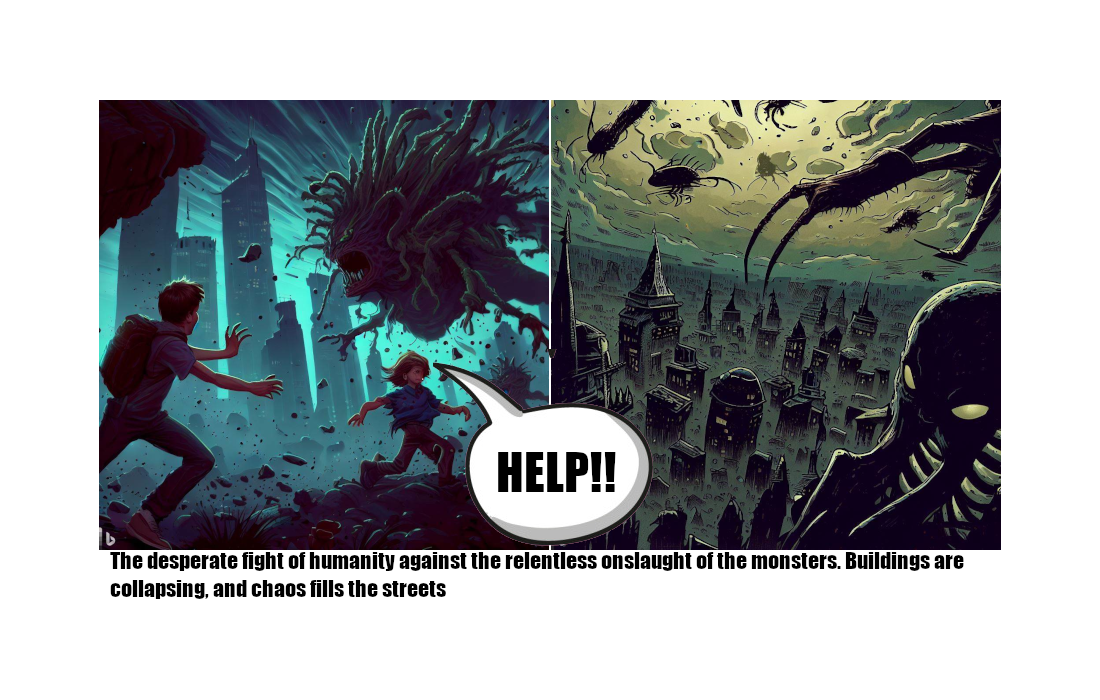 HELP!!
The desperate fight of humanity against the relentless onslaught of the monsters. Buildings are
collapsing, and chaos fills the streets